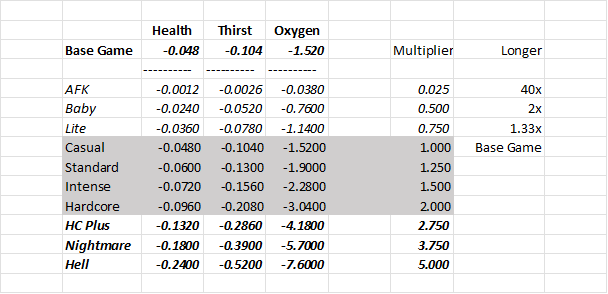 Health Thirst Oxygen
Base Game -0.048 -0.104 -1.520 Multiplier Longer
---------- ---------- ----------
AFK -0.0012 -0.0026 -0.0380 0.025 40x
Baby -0.0240 -0.0520 -0.7600 0.500 2x
Lite -0.0360 -0.0780 -1.1400 0.750 1.33x
Casual -0.0480 -0.1040 -1.5200 1.000 Base Game
Standard -0.0600 -0.1300 -1.9000 1.250
Intense -0.0720 -0.1560 -2.2800 1.500
Hardcore -0.0960 -0.2080 -3.0400 2.000
HC Plus -0.1320 -0.2860 -4.1800 2.750
Nightmare -0.1800 -0.3900 -5.7000 3.750
Hell -0.2400 -0.5200 -7.6000 5.000